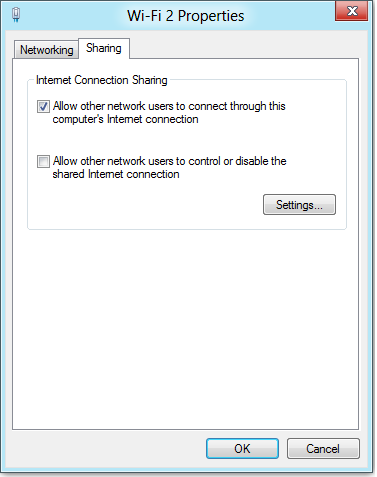 Wi-Fi 2 Properties
Networking
Sharing
Internet Connection Sharing
Allow other network users to connect through this
computer's Internet connection
Allow other network users to control or disable the
shared Internet connection
Settings...
OK
Cancel